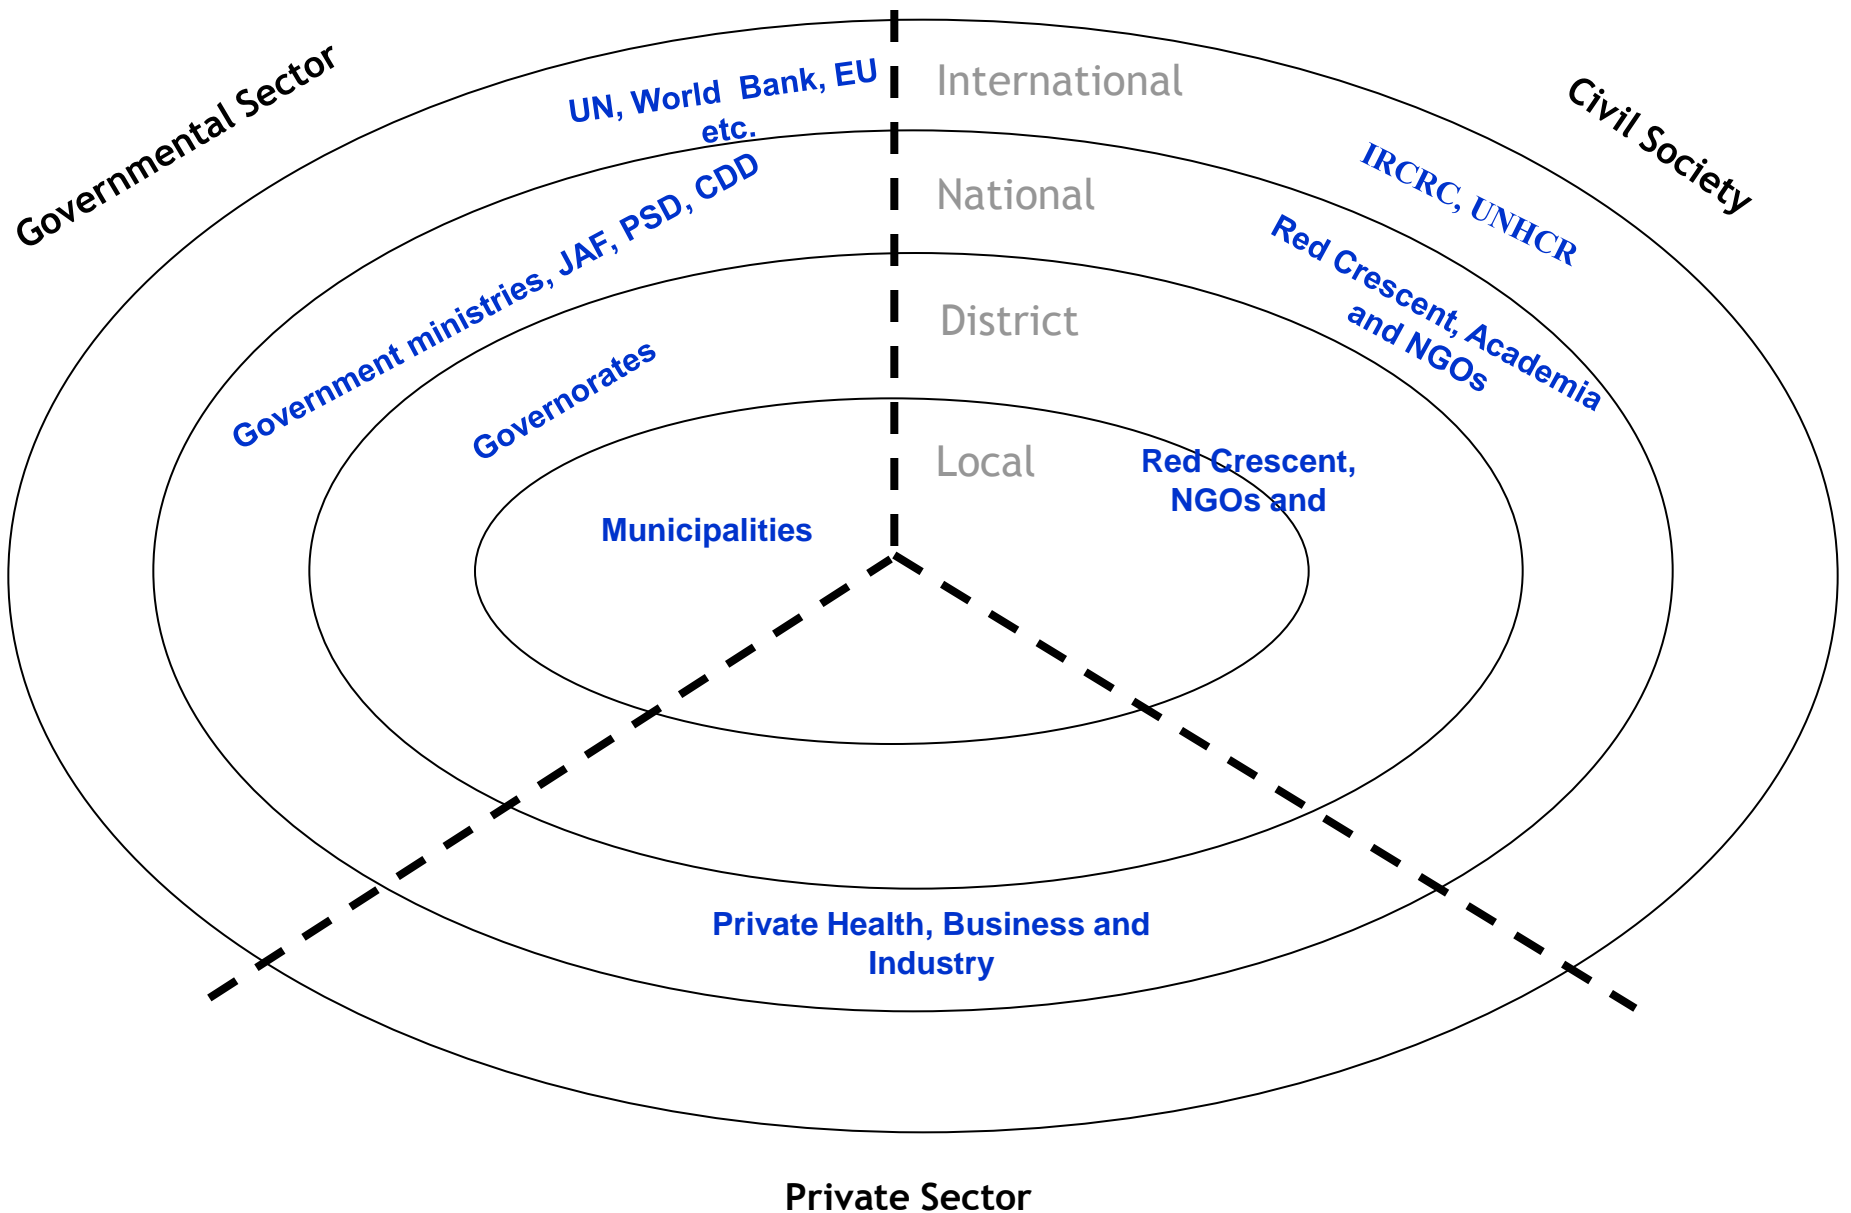 Governmental Sector
UN, World Bank, EU
etc.
International
Civil Society
IRCRC, UNHCR
Government ministries, JAF, PSD, CDD
National
Red Crescent, Academia
and NGOs
Governorates
District
Local
Red Crescent,
NGOs and
Municipalities
Private Health, Business and
Industry
Private Sector